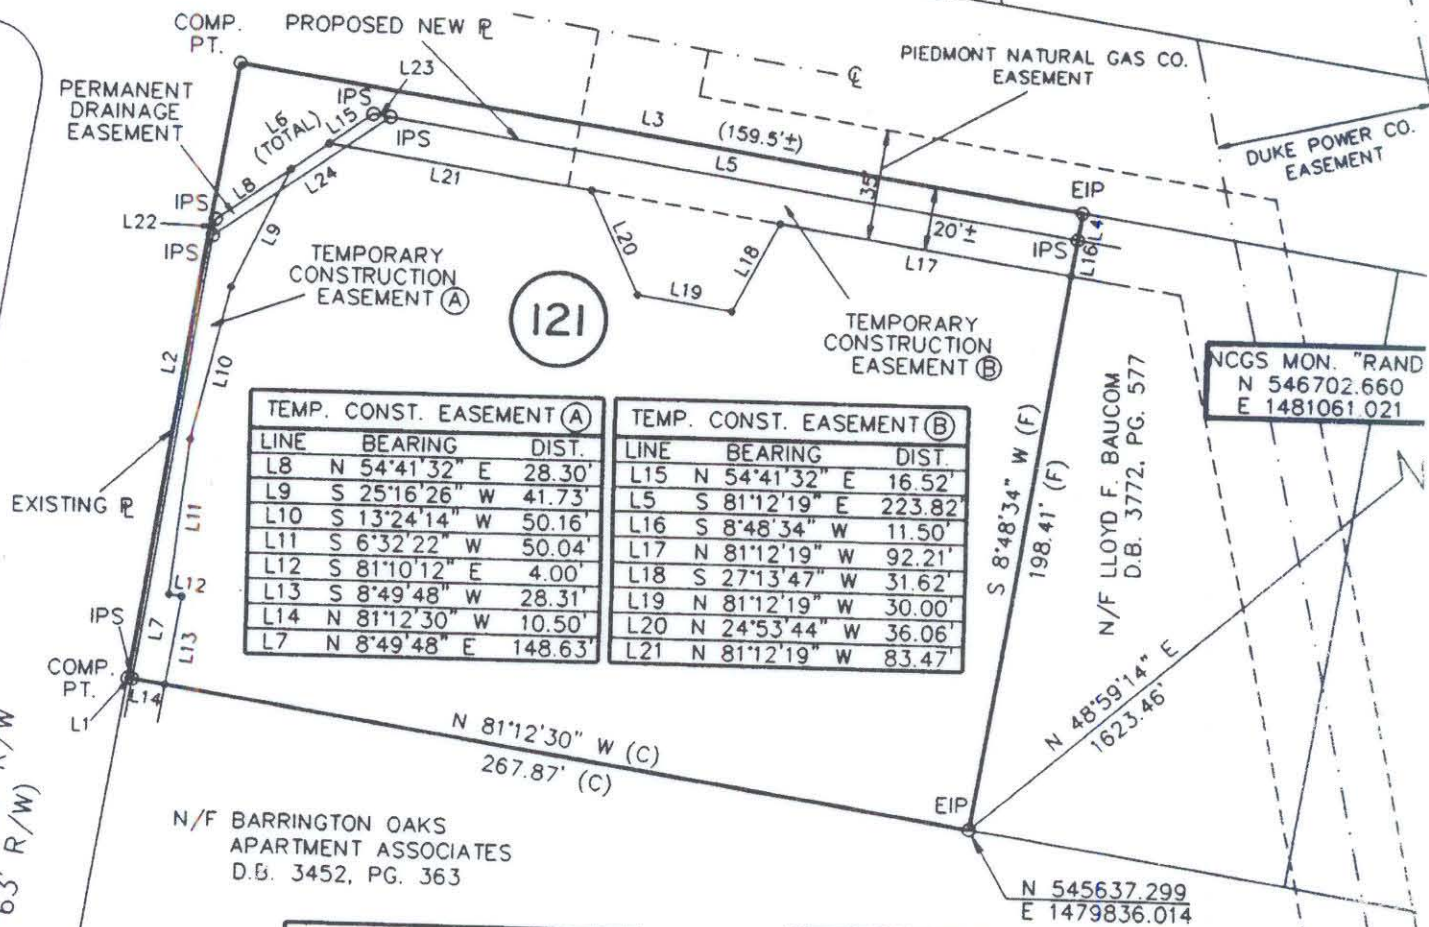 COMP.
PT.
PROPOSED NEW ℄
L23
PIEDMONT NATURAL GAS CO.
EASEMENT
℄
PERMANENT
DRAINAGE
EASEMENT
IPS
L6
(TOTAL)
L15
IPS
L3 (159.5'±)
L5
DUKE POWER CO.
EASEMENT
L8
L24
L21
35'
EIP
IPS
L22
IPS
L9
L20
L18
20'±
L17
IPS
L4
L16
TEMPORARY
CONSTRUCTION
EASEMENT Ⓐ
121
L19
TEMPORARY
CONSTRUCTION
EASEMENT Ⓑ
L2
L10
NCGS MON. "RAND
N 546702.660
E 1481061.021
TEMP. CONST. EASEMENT Ⓐ
LINE BEARING DIST.
L8 N 54°41'32" E 28.30'
L9 S 25°16'26" W 41.73'
L10 S 13°24'14" W 50.16'
L11 S 6°32'22" W 50.04'
L12 S 81°10'12" E 4.00'
L13 S 8°49'48" W 28.31'
L14 N 81°12'30" W 10.50'
L7 N 8°49'48" E 148.63'
TEMP. CONST. EASEMENT Ⓑ
LINE BEARING DIST.
L15 N 54°41'32" E 16.52'
L5 S 81°12'19" E 223.82'
L16 S 8°48'34" W 11.50'
L17 N 81°12'19" W 92.21'
L18 S 27°13'47" W 31.62'
L19 N 81°12'19" W 30.00'
L20 N 24°53'44" W 36.06'
L21 N 81°12'19" W 83.47'
S 8°48'34" W (F)
198.41' (F)
N/F LLOYD F. BAUCOM
D.B. 3772, PG. 577
N
EXISTING ℄
L11
L12
IPS
L7
L13
COMP.
PT.
L14
L1
N 81°12'30" W (C)
267.87' (C)
N 48°59'14" E
1623.46'
EIP
R/W
63' R/W)
N/F BARRINGTON OAKS
APARTMENT ASSOCIATES
D.B. 3452, PG. 363
N 545637.299
E 1479836.014